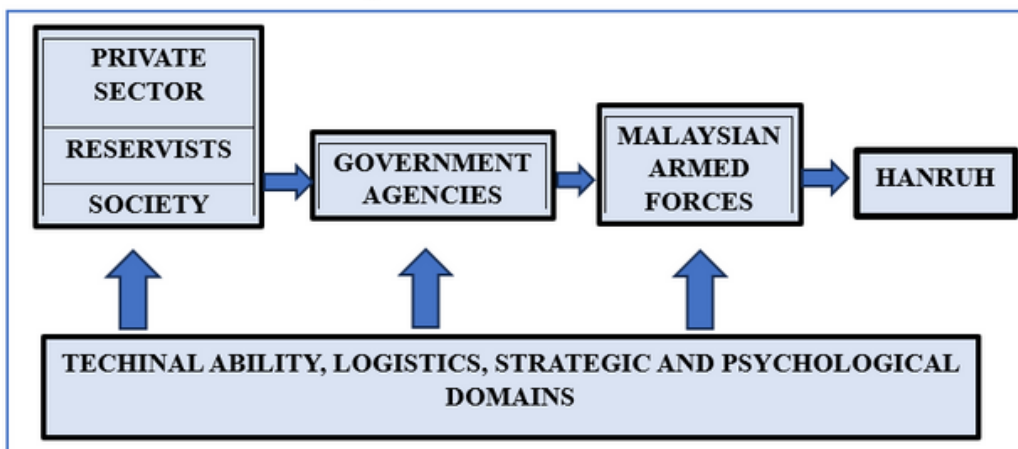 PRIVATE
SECTOR
RESERVISTS
SOCIETY
GOVERNMENT
AGENCIES
MALAYSIAN
ARMED
FORCES
HANRUH
TECHINAL ABILITY, LOGISTICS, STRATEGIC AND PSYCHOLOGICAL
DOMAINS